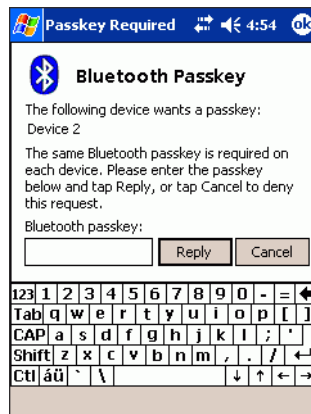 Passkey Required 4:54 ok
Bluetooth Passkey
The following device wants a passkey:
Device 2
The same Bluetooth passkey is required on
each device. Please enter the passkey
below and tap Reply, or tap Cancel to deny
this request.
Bluetooth passkey:
Reply Cancel
123 1 2 3 4 5 6 7 8 9 0 - =
Tab q w e r t y u i o p [ ]
CAP a s d f g h j k l ; '
Shift z x c v b n m , . /
Ctl áü ` \ ↓ ↑ ← →